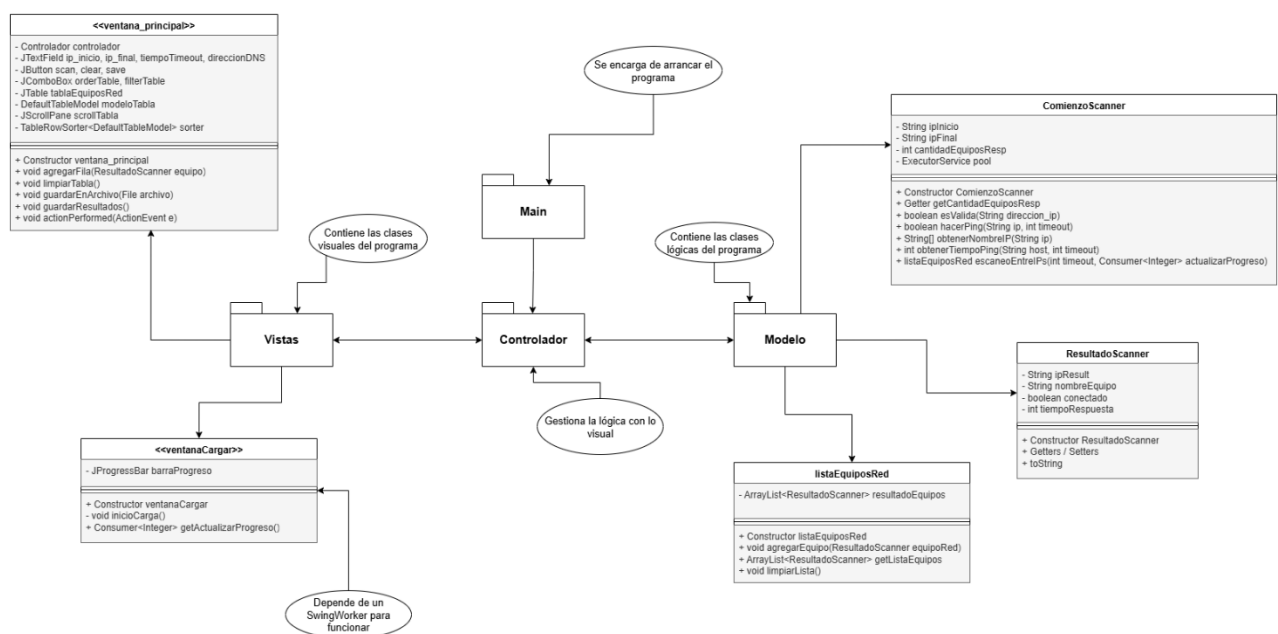 <<ventana_principal>>
- Controlador controlador
- JTextField ip_inicio, ip_final, tiempoTimeout, direccionDNS
- JButton scan, clear, save
- JComboBox orderTable, filterTable
- JTable tablaEquiposRed
- DefaultTableModel modeloTabla
- JScrollPane scrollTabla
- TableRowSorter<DefaultTableModel> sorter
+ Constructor ventana_principal
+ void agregarFila(ResultadoScanner equipo)
+ void limpiarTabla()
+ void guardarEnArchivo(File archivo)
+ void guardarResultados()
+ void actionPerformed(ActionEvent e)
Se encarga de arrancar el
programa
ComienzoScanner
- String ipInicio
- String ipFinal
- int cantidadEquiposResp
- ExecutorService pool
+ Constructor ComienzoScanner
+ Getter getCantidadEquiposResp
+ boolean esValida(String direccion_ip)
+ boolean hacerPing(String ip, int timeout)
+ String[] obtenerNombreIP(String ip)
+ int obtenerTiempoPing(String host, int timeout)
+ listaEquiposRed escaneoEntreIPs(int timeout, Consumer<Integer> actualizarProgreso)
Main
Contiene las clases
visuales del programa
Contiene las clases
lógicas del programa
Vistas
Controlador
Modelo
ResultadoScanner
- String ipResult
- String nombreEquipo
- boolean conectado
- int tiempoRespuesta
+ Constructor ResultadoScanner
+ Getters / Setters
+ toString
Gestiona la lógica con lo
visual
<<ventanaCargar>>
- JProgressBar barraProgreso
+ Constructor ventanaCargar
- void inicioCarga()
+ Consumer<Integer> getActualizarProgreso()
listaEquiposRed
- ArrayList<ResultadoScanner> resultadoEquipos
+ Constructor listaEquiposRed
+ void agregarEquipo(ResultadoScanner equipoRed)
+ ArrayList<ResultadoScanner> getListaEquipos
+ void limpiarLista()
Depende de un
SwingWorker para
funcionar